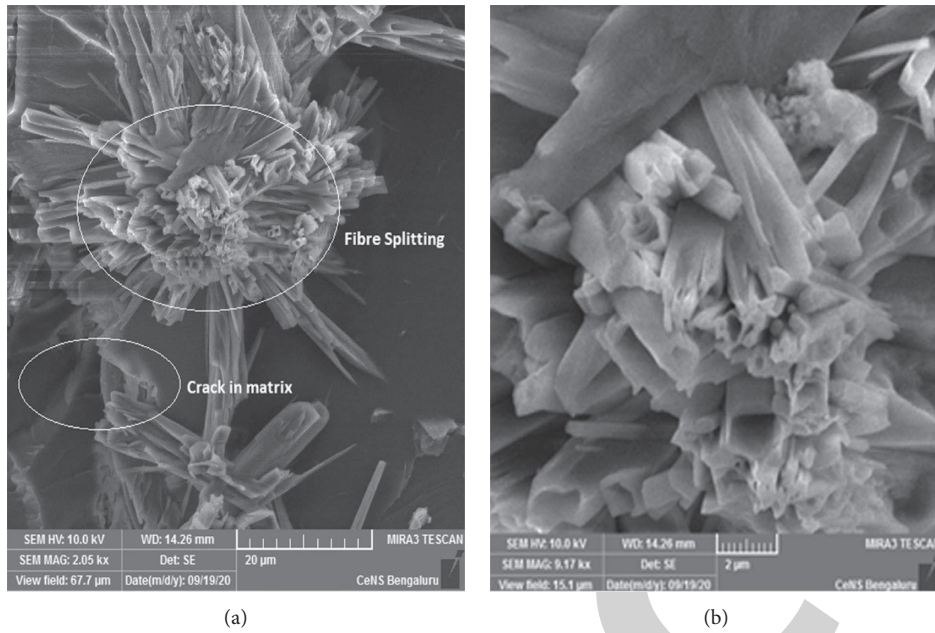 Fibre Splitting
Crack in matrix
SEM HV: 10.0 kV WD: 14.26 mm MIRA3 TESCAN
SEM MAG: 2.05 kx Det: SE 20 μm
View field: 67.7 μm Date(m/d/y): 09/19/20 CeNS Bengaluru
(a)
SEM HV: 10.0 kV WD: 14.26 mm MIRA3 TESCAN
SEM MAG: 9.17 kx Det: SE 2 μm
View field: 15.1 μm Date(m/d/y): 09/19/20 CeNS Bengaluru
(b)